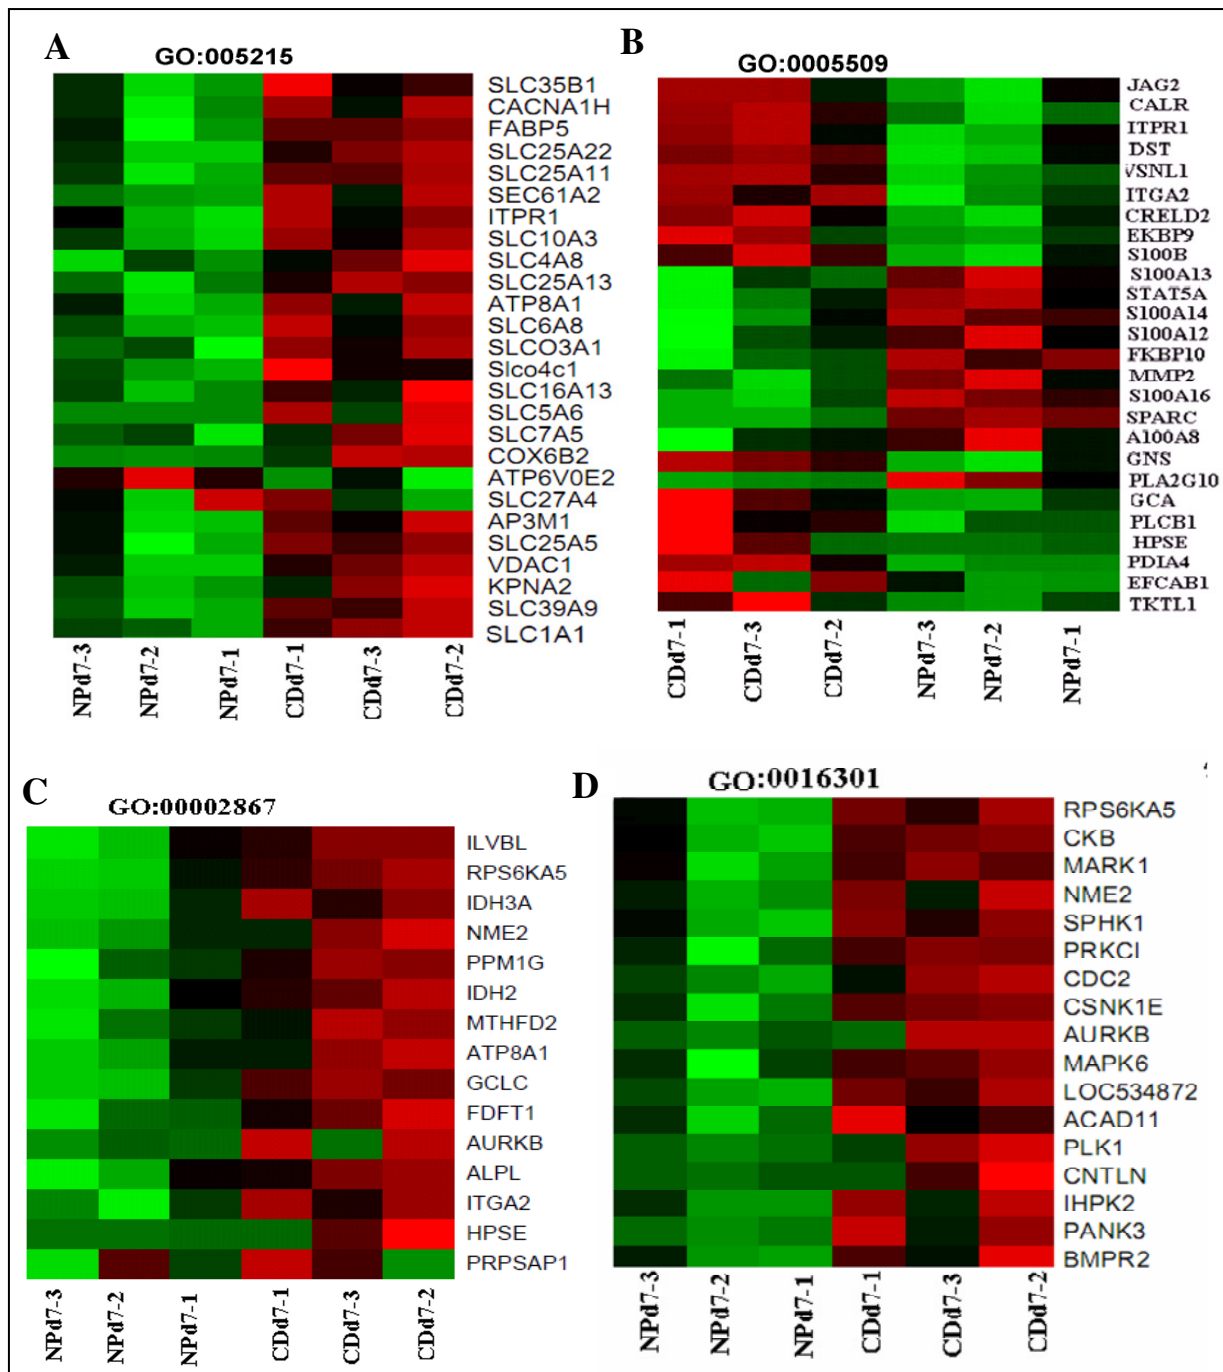 A
GO:005215
SLC35B1
CACNA1H
FABP5
SLC25A22
SLC25A11
SEC61A2
ITPR1
SLC10A3
SLC4A8
SLC25A13
ATP8A1
SLC6A8
SLCO3A1
Slco4c1
SLC16A13
SLC5A6
SLC7A5
COX6B2
ATP6V0E2
SLC27A4
AP3M1
SLC25A5
VDAC1
KPNA2
SLC39A9
SLC1A1
NPd7-3
NPd7-2
NPd7-1
CDd7-1
CDd7-3
CDd7-2
B
GO:0005509
JAG2
CALR
ITPR1
DST
VSNL1
ITGA2
CRELD2
EKBP9
S100B
S100A13
STAT5A
S100A14
S100A12
FKBP10
MMP2
S100A16
SPARC
A100A8
GNS
PLA2G10
GCA
PLCB1
HPSE
PDIA4
EFCAB1
TKTL1
CDd7-1
CDd7-3
CDd7-2
NPd7-3
NPd7-2
NPd7-1
C
GO:00002867
ILVBL
RPS6KA5
IDH3A
NME2
PPM1G
IDH2
MTHFD2
ATP8A1
GCLC
FDFT1
AURKB
ALPL
ITGA2
HPSE
PRPSAP1
NPd7-3
NPd7-2
NPd7-1
CDd7-1
CDd7-3
CDd7-2
D
GO:0016301
RPS6KA5
CKB
MARK1
NME2
SPHK1
PRKCI
CDC2
CSNK1E
AURKB
MAPK6
LOC534872
ACAD11
PLK1
CNTLN
IHPK2
PANK3
BMPR2
NPd7-3
NPd7-2
NPd7-1
CDd7-1
CDd7-3
CDd7-2